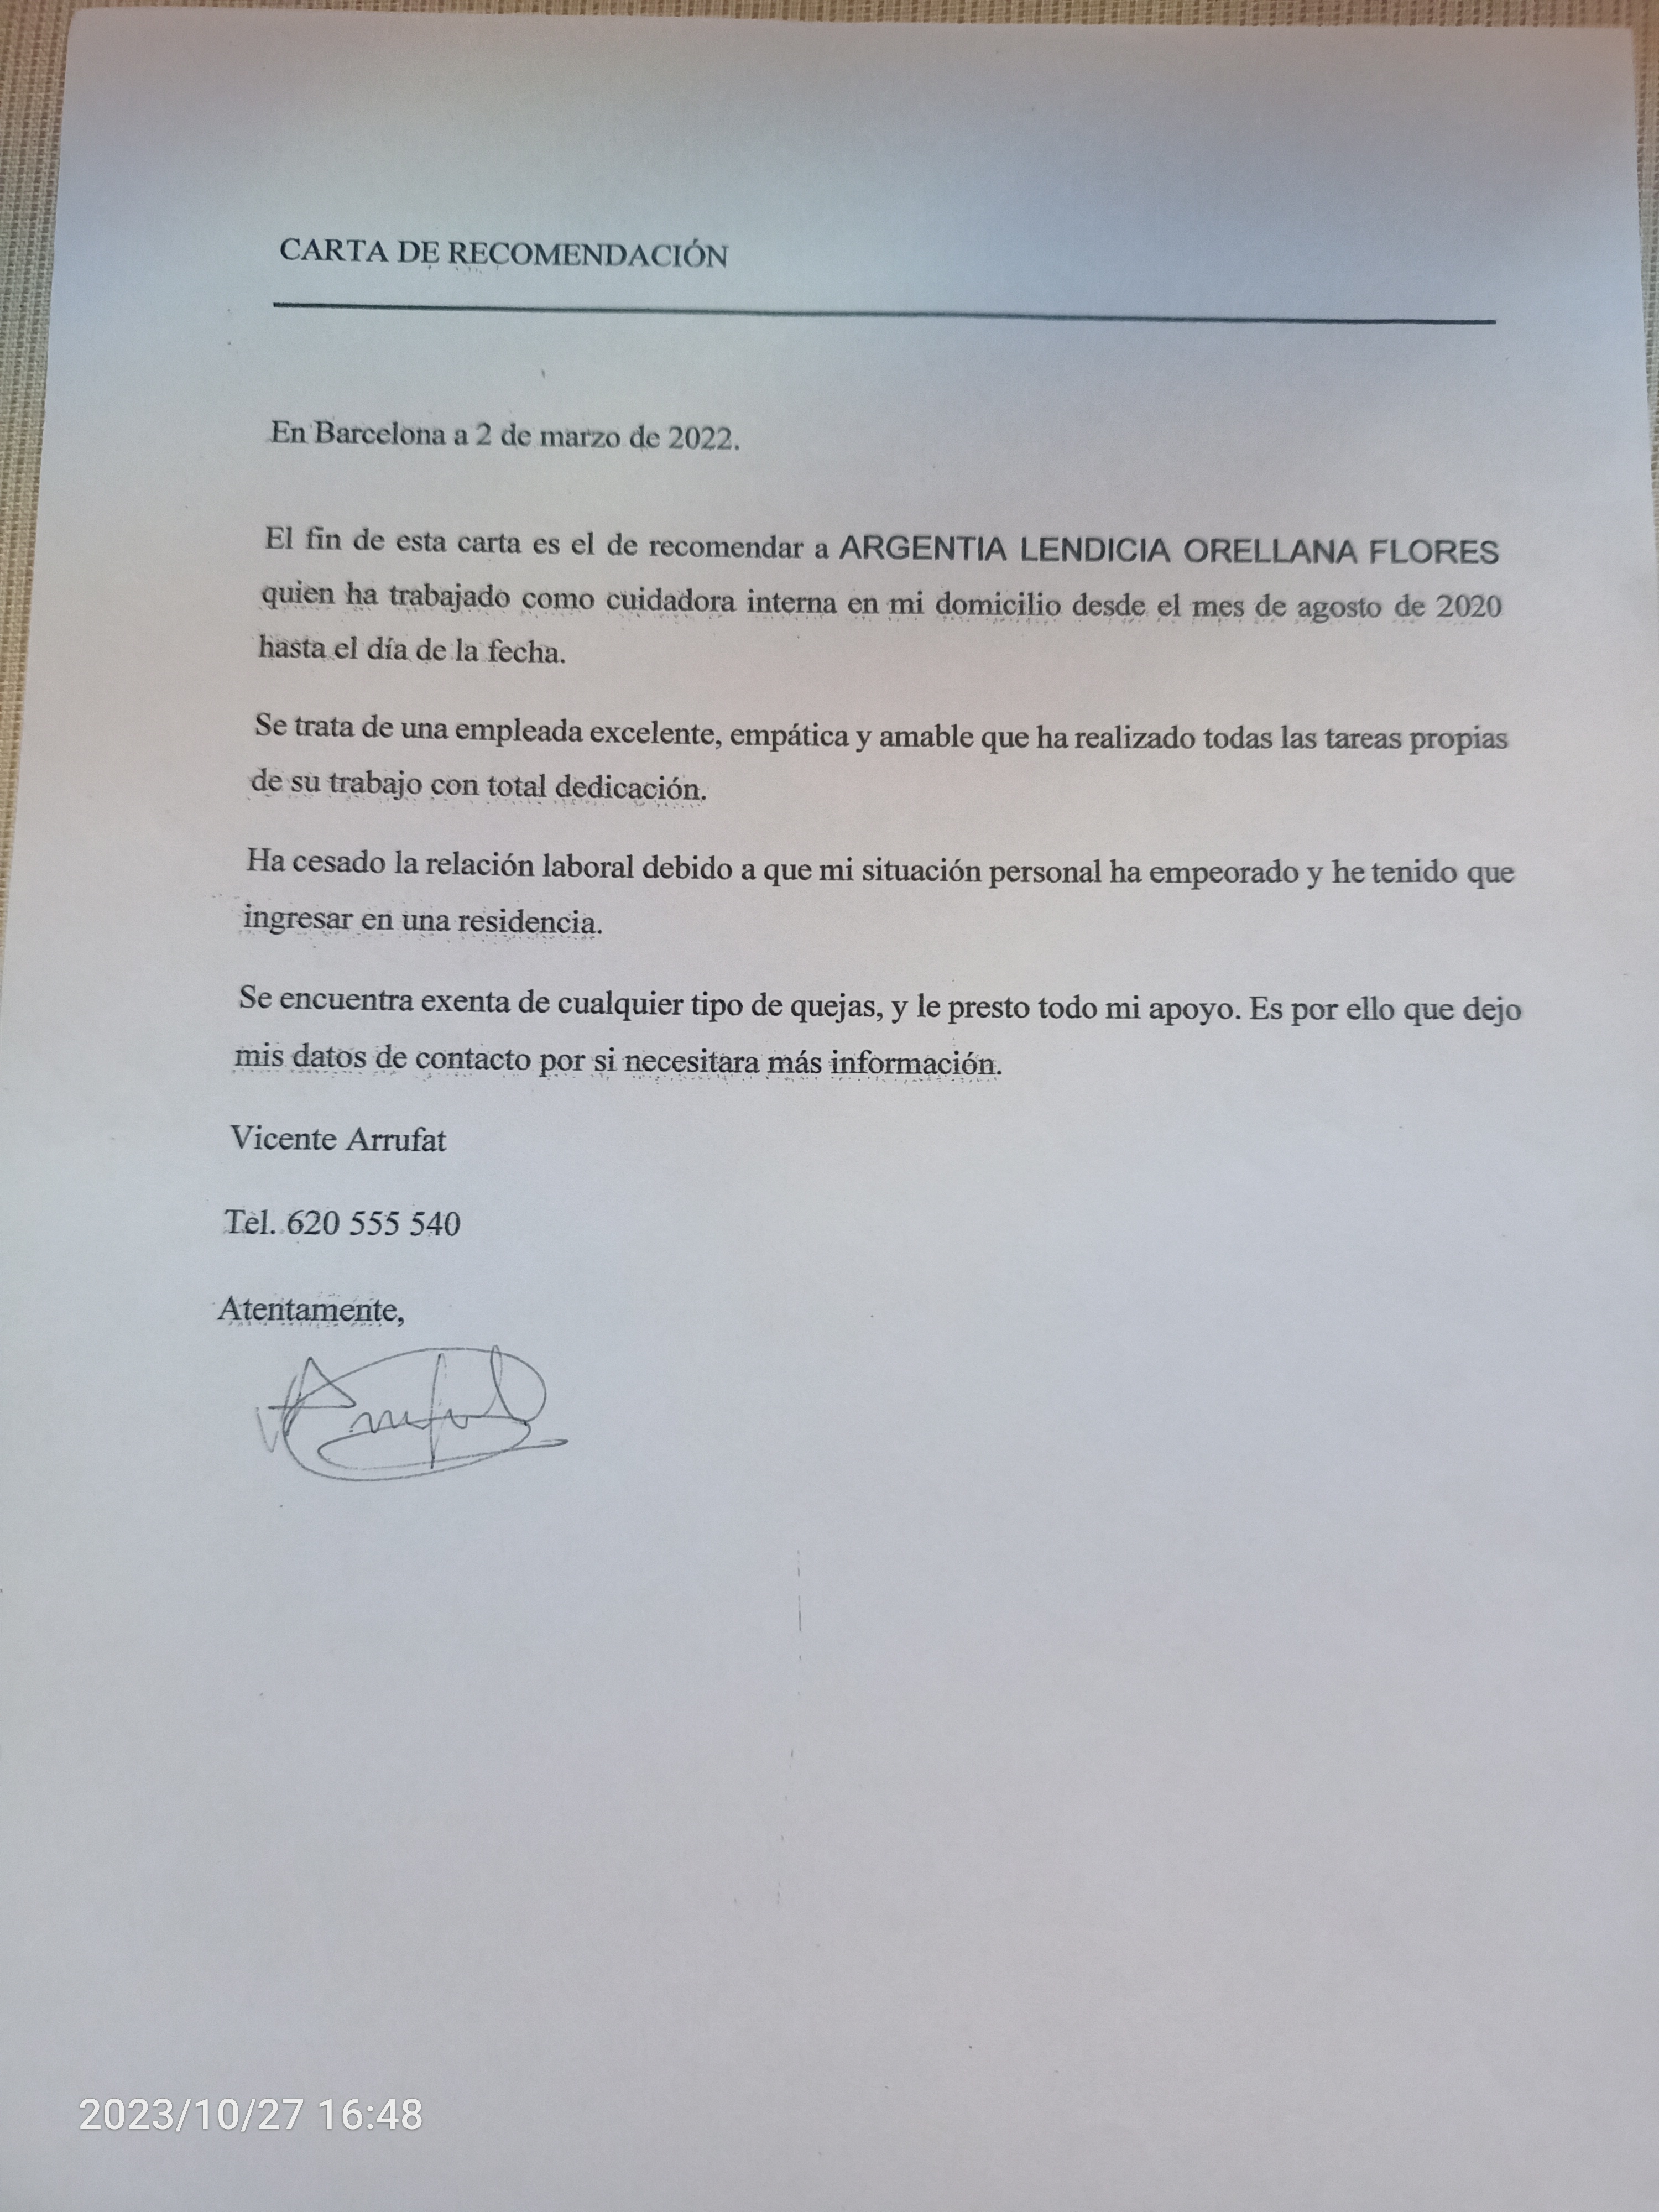 CARTA DE RECOMENDACIÓN
En Barcelona a 2 de marzo de 2022.
El fin de esta carta es el de recomendar a ARGENTIA LENDICIA ORELLANA FLORES
quien ha trabajado como cuidadora interna en mi domicilio desde el mes de agosto de 2020
hasta el día de la fecha.
Se trata de una empleada excelente, empática y amable que ha realizado todas las tareas propias
de su trabajo con total dedicación.
Ha cesado la relación laboral debido a que mi situación personal ha empeorado y he tenido que
ingresar en una residencia.
Se encuentra exenta de cualquier tipo de quejas, y le presto todo mi apoyo. Es por ello que dejo
mis datos de contacto por si necesitara más información.
Vicente Arrufat
Tèl. 620 555 540
Atentamente,
Arrufat
2023/10/27 16:48